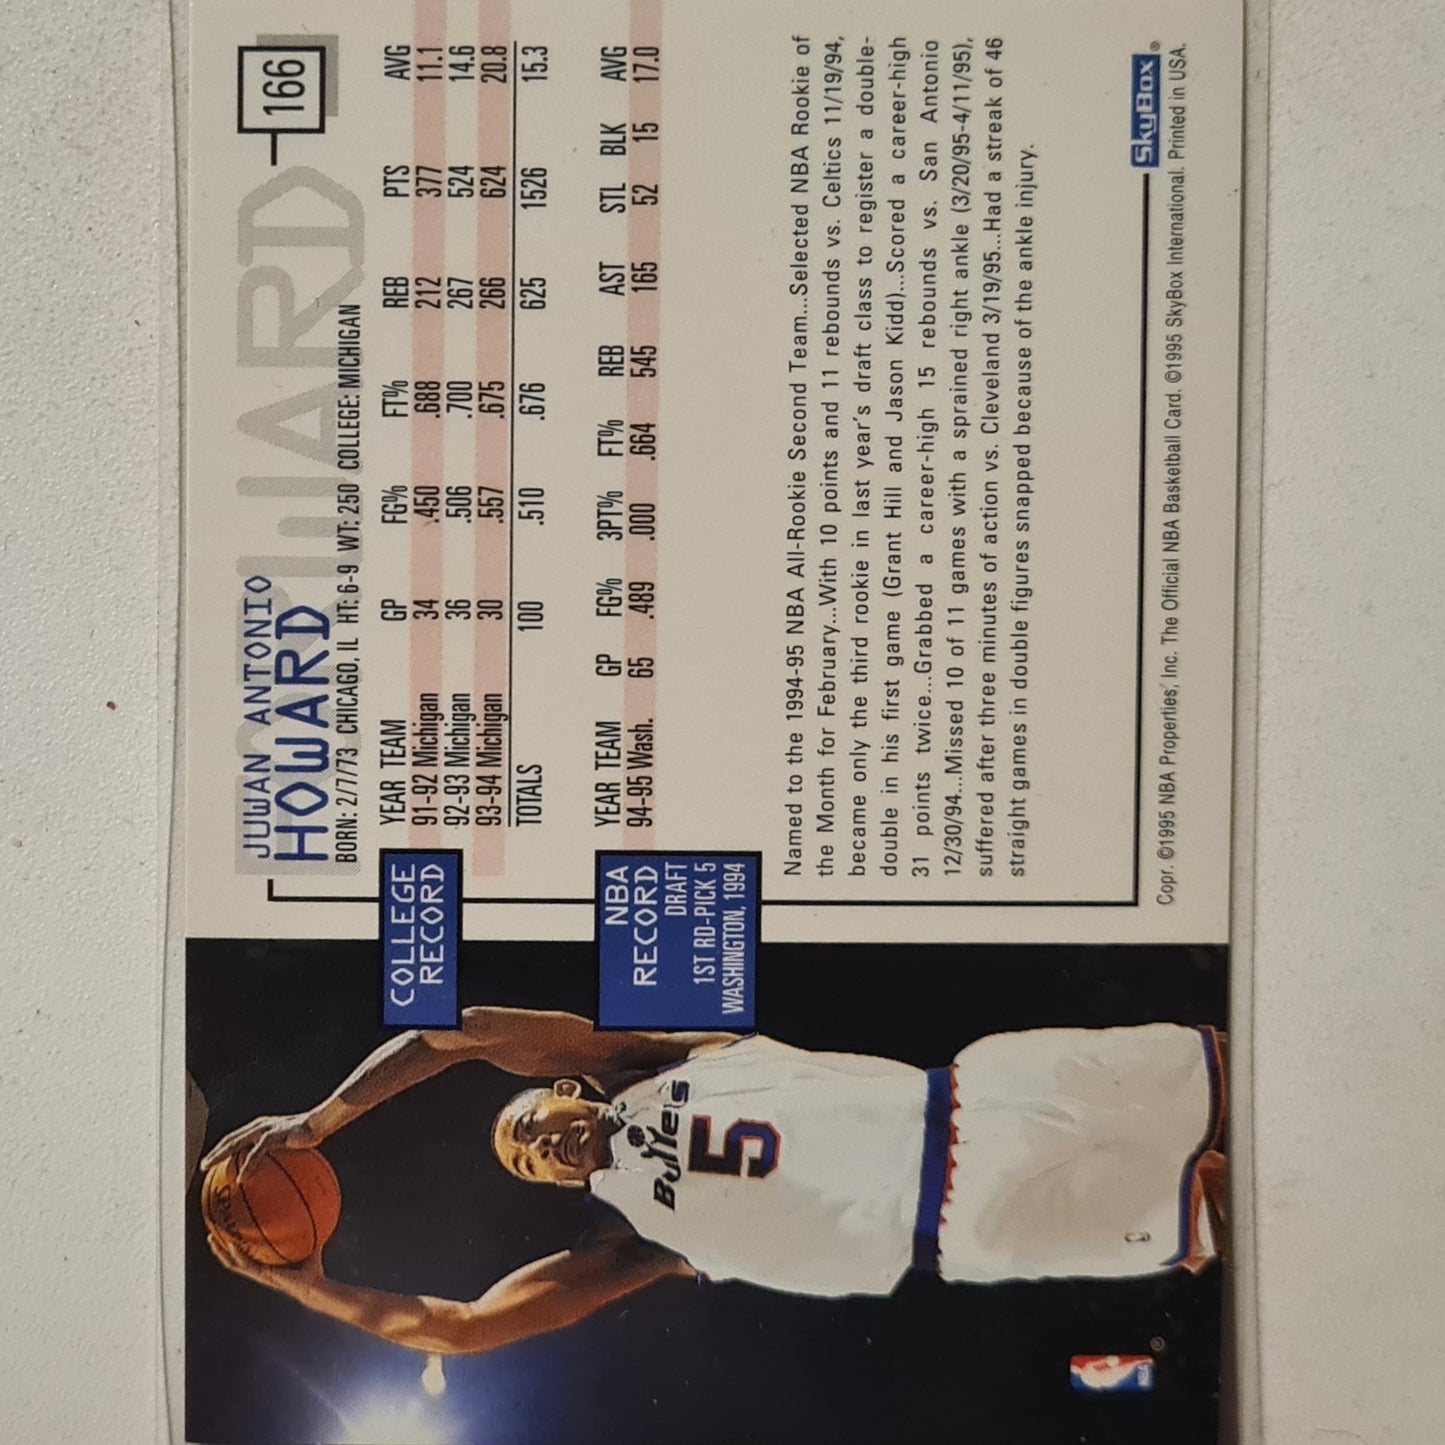 166
HOWARD
JUWAN ANTONIO
HOWARD
BORN: 2/7/73 CHICAGO, IL HT: 6-9 WT: 250 COLLEGE: MICHIGAN
COLLEGE
RECORD
YEAR TEAM GP FG% FT% REB PTS AVG
91-92 Michigan 34 .450 .688 212 377 11.1
92-93 Michigan 36 .506 .700 267 524 14.6
93-94 Michigan 30 .557 .675 266 624 20.8
TOTALS 100 .510 .676 625 1526 15.3
NBA
RECORD
DRAFT
1ST RD-PICK 5
WASHINGTON, 1994
YEAR TEAM GP FG% 3PT% FT% REB AST STL BLK AVG
94-95 Wash. 65 .489 .000 .664 545 165 52 15 17.0
Named to the 1994-95 NBA All-Rookie Second Team...Selected NBA Rookie of
the Month for February...With 10 points and 11 rebounds vs. Celtics 11/19/94,
became only the third rookie in last year's draft class to register a double-
double in his first game (Grant Hill and Jason Kidd)...Scored a career-high
31 points twice...Grabbed a career-high 15 rebounds vs. San Antonio
12/30/94...Missed 10 of 11 games with a sprained right ankle (3/20/95-4/11/95),
suffered after three minutes of action vs. Cleveland 3/19/95...Had a streak of 46
straight games in double figures snapped because of the ankle injury.
SkyBox®
Copr. ©1995 NBA Properties, Inc. The Official NBA Basketball Card. ©1995 SkyBox International. Printed in USA.
Bullets
5
NBA
®